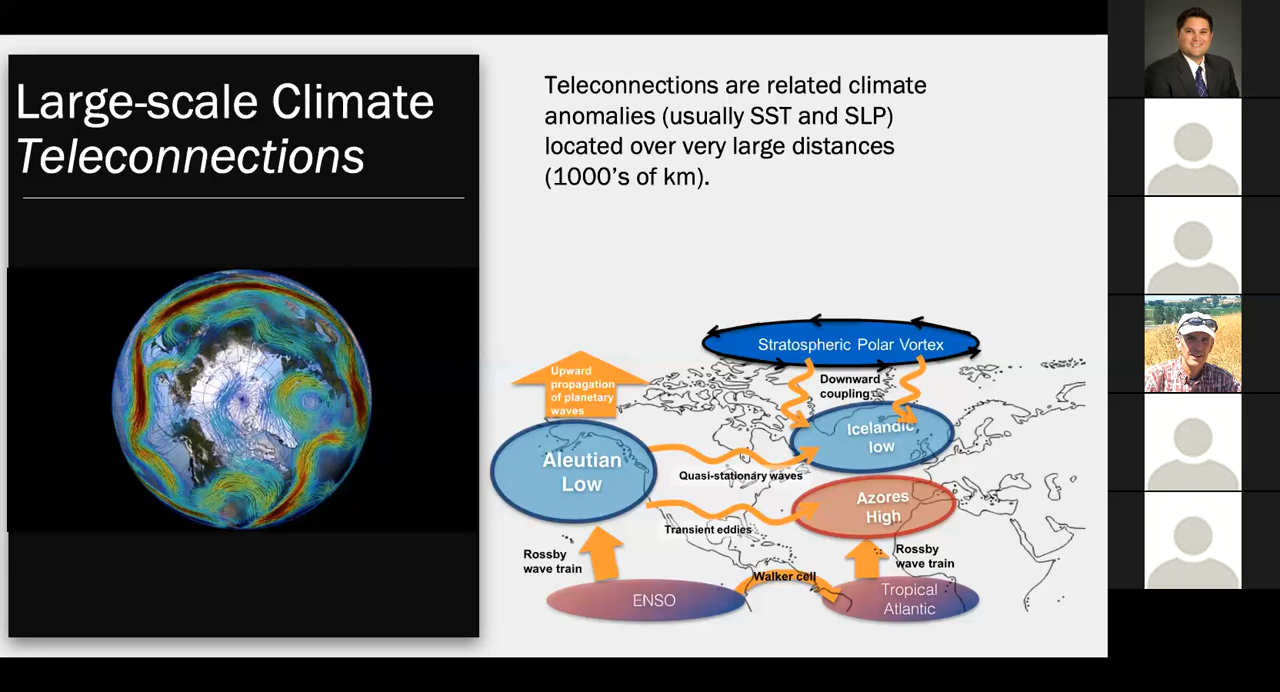 Large-scale Climate
Teleconnections
Teleconnections are related climate
anomalies (usually SST and SLP)
located over very large distances
(1000’s of km).
Stratospheric Polar Vortex
Upward
propagation
of planetary
waves
Downward
coupling
Icelandic
low
Aleutian
Low
Quasi-stationary waves
Azores
High
Transient eddies
Rossby
wave train
Rossby
wave train
Walker cell
ENSO
Tropical
Atlantic